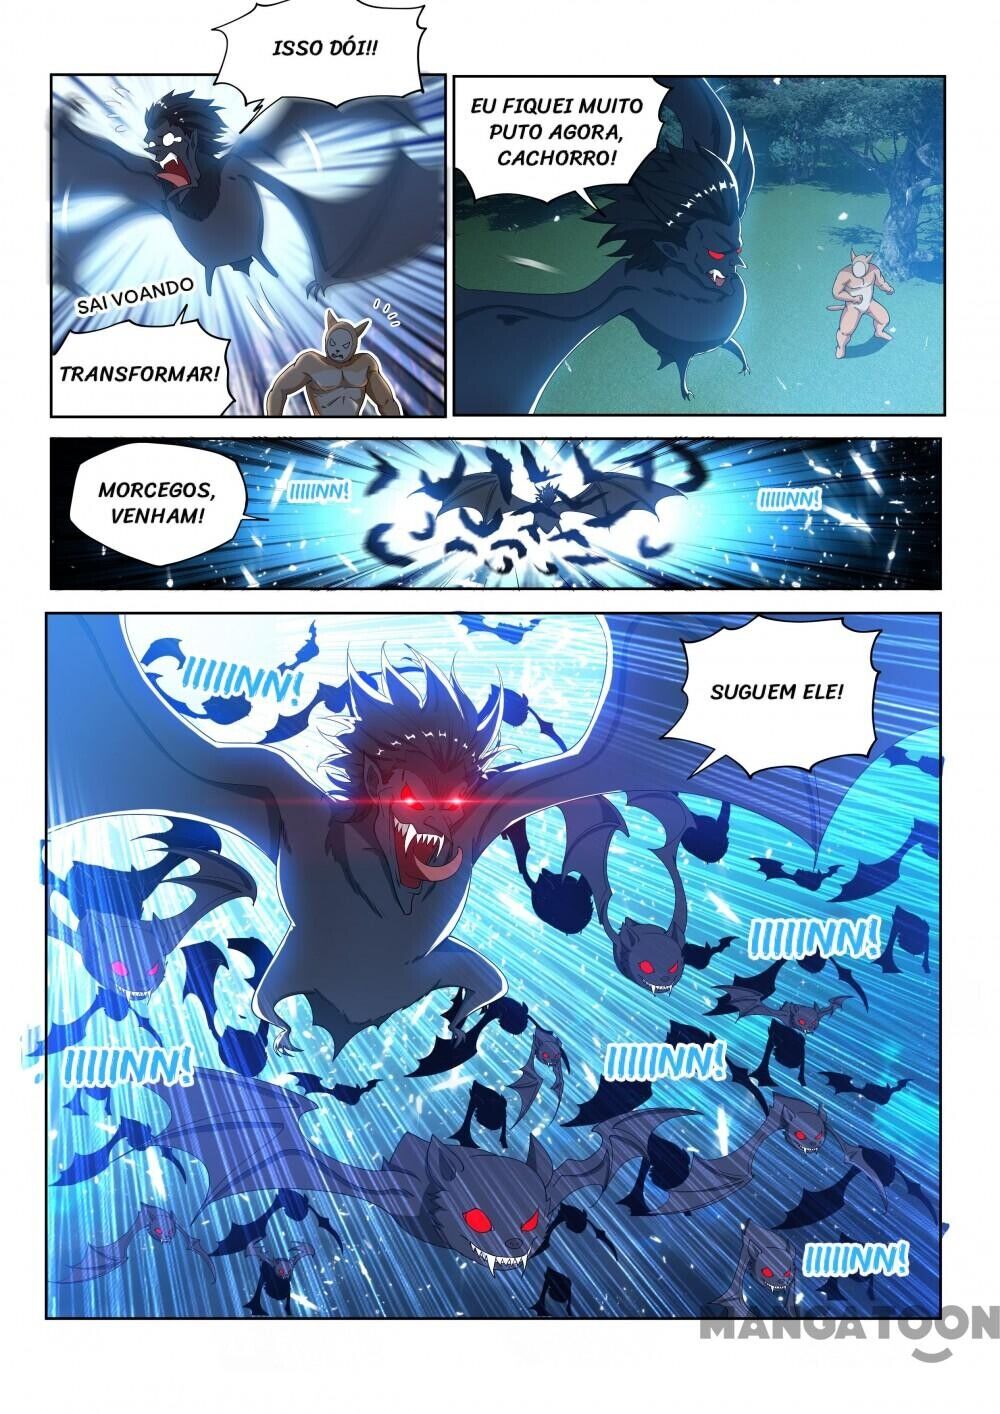 ISSO DÓI!!
SAI VOANDO
TRANSFORMAR!
EU FIQUEI MUITO
PUTO AGORA,
CACHORRO!
MORCEGOS,
VENHAM!
IIIIINN!
IIIIINN!
IIIIINN!
SUGUEM ELE!
IIIIINN!
IIIIINN!
IIIIINN!
IIIIINN!
MANGATOON